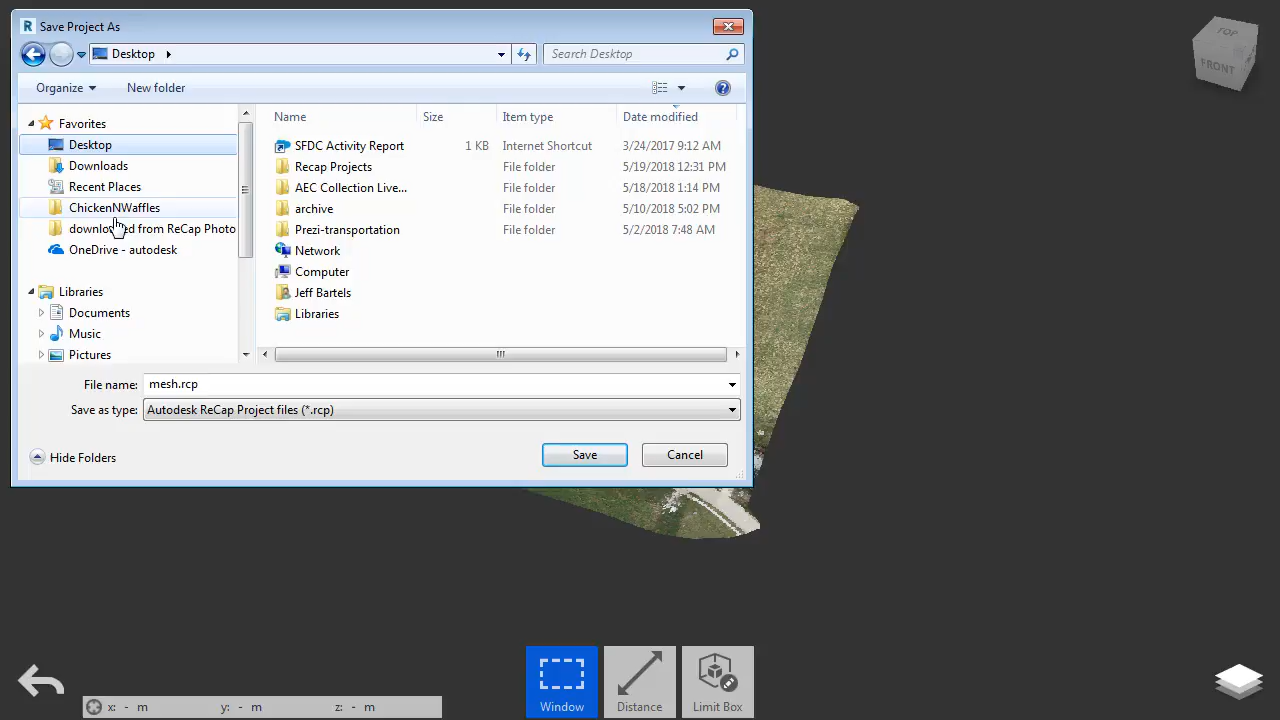 R Save Project As
Desktop
Search Desktop
Organize
New folder
Favorites
Desktop
Downloads
Recent Places
ChickenNWaffles
downloaded from ReCap Photo
OneDrive - autodesk
Libraries
Documents
Music
Pictures
Name Size Item type Date modified
SFDC Activity Report 1 KB Internet Shortcut 3/24/2017 9:12 AM
Recap Projects File folder 5/19/2018 12:31 PM
AEC Collection Live... File folder 5/18/2018 1:14 PM
archive File folder 5/10/2018 5:02 PM
Prezi-transportation File folder 5/2/2018 7:48 AM
Network
Computer
Jeff Bartels
Libraries
File name: mesh.rcp
Save as type: Autodesk ReCap Project files (*.rcp)
Hide Folders
Save
Cancel
TOP
FRONT
Window
Distance
Limit Box
x: - m y: - m z: - m